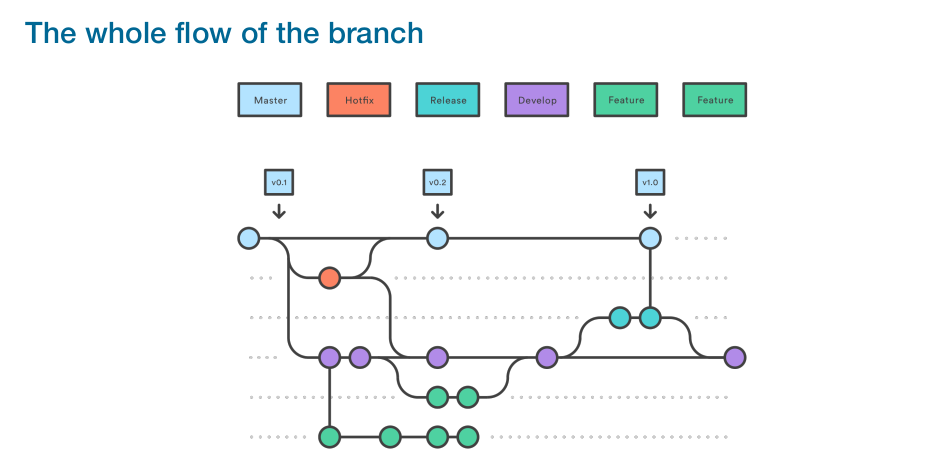 The whole flow of the branch
Master Hotfix Release Develop Feature Feature
v0.1 v0.2 v1.0